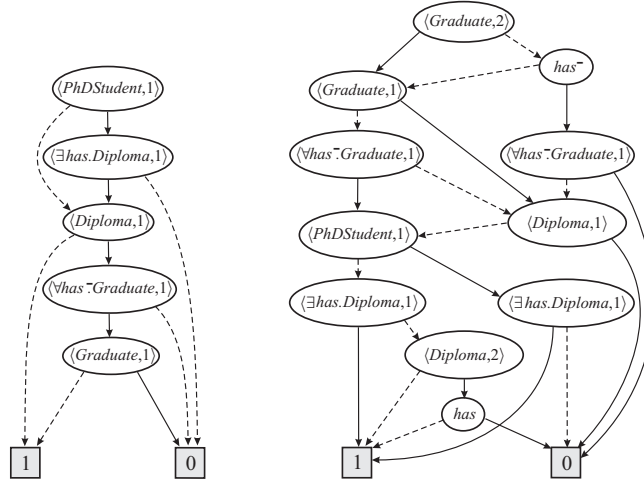 ⟨PhDStudent,1⟩
⟨∃has.Diploma,1⟩
⟨Diploma,1⟩
⟨∀has⁻.Graduate,1⟩
⟨Graduate,1⟩
1
0
⟨Graduate,2⟩
has⁻
⟨Graduate,1⟩
⟨∀has⁻.Graduate,1⟩
⟨∀has⁻.Graduate,1⟩
⟨Diploma,1⟩
⟨PhDStudent,1⟩
⟨∃has.Diploma,1⟩
⟨∃has.Diploma,1⟩
⟨Diploma,2⟩
has
1
0